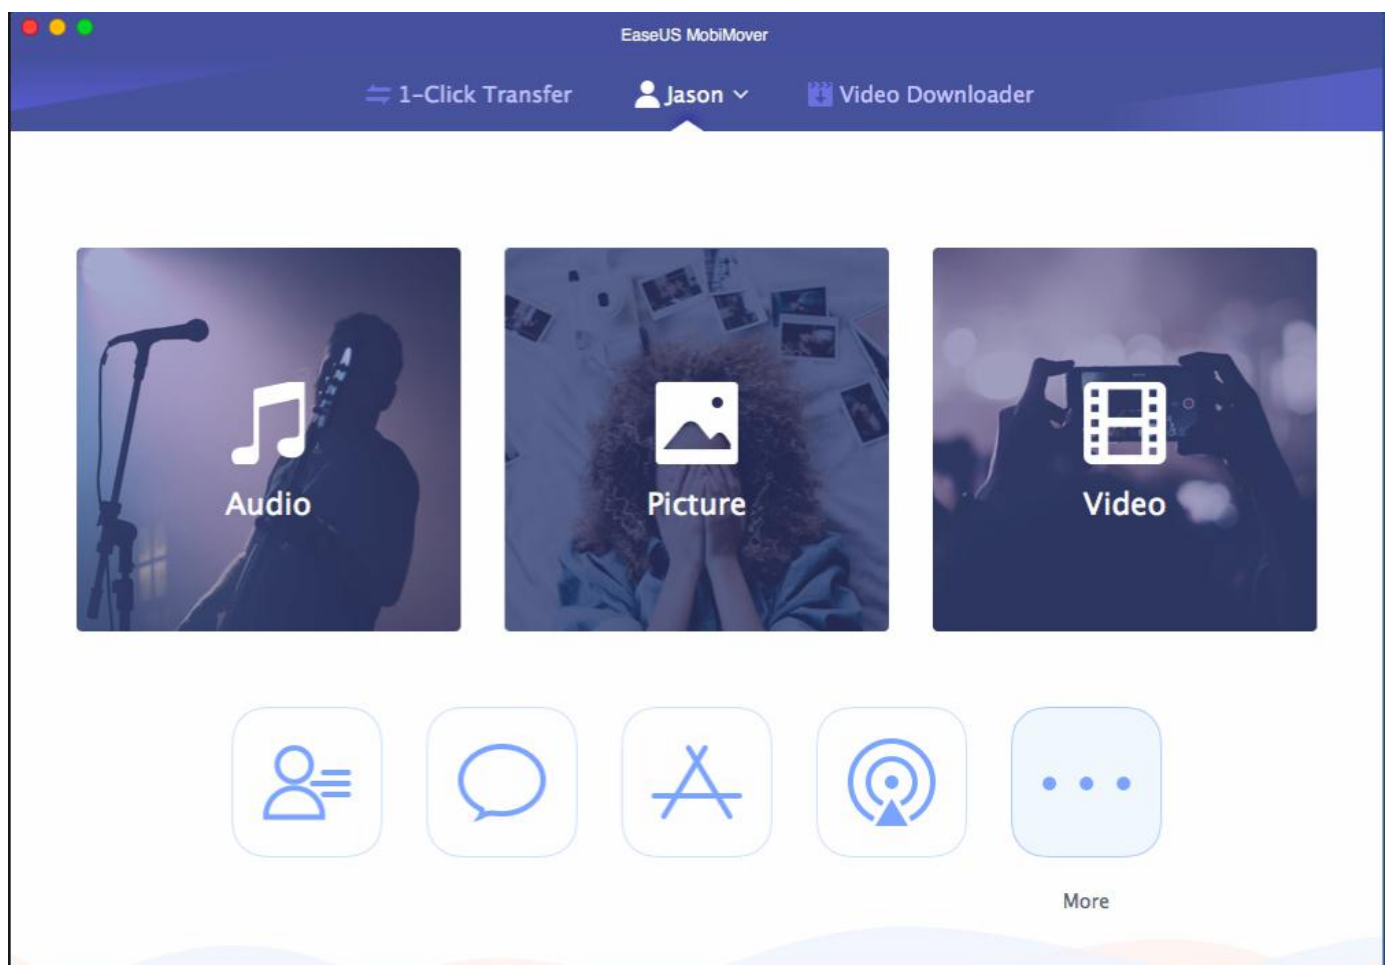 EaseUS MobiMover
1-Click Transfer
Jason
Video Downloader
Audio
Picture
Video
More